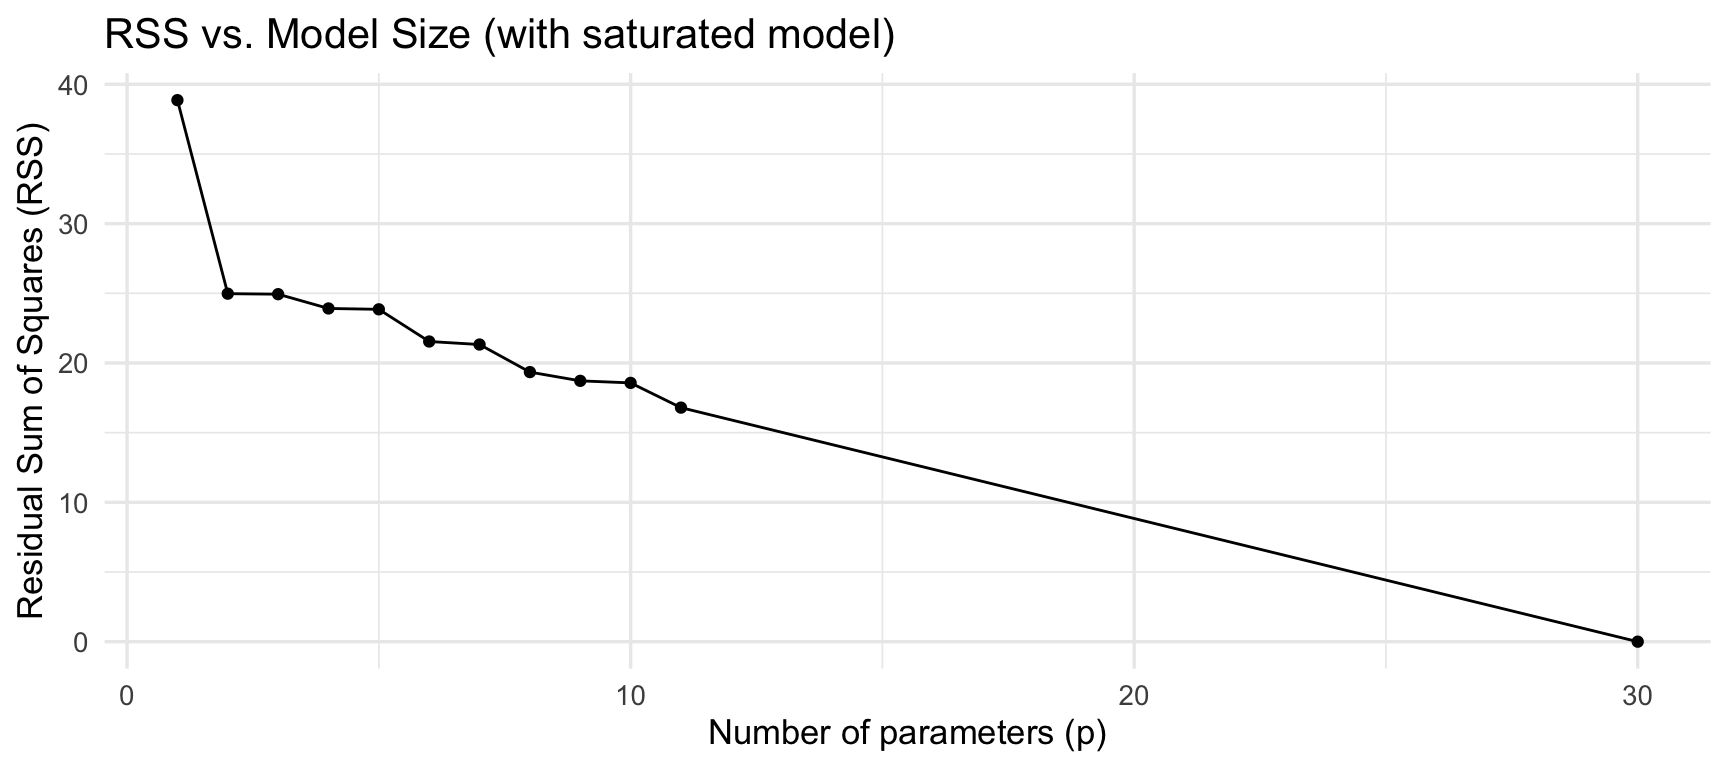 RSS vs. Model Size (with saturated model)
Residual Sum of Squares (RSS)
40
30
20
10
0
0 10 20 30
Number of parameters (p)